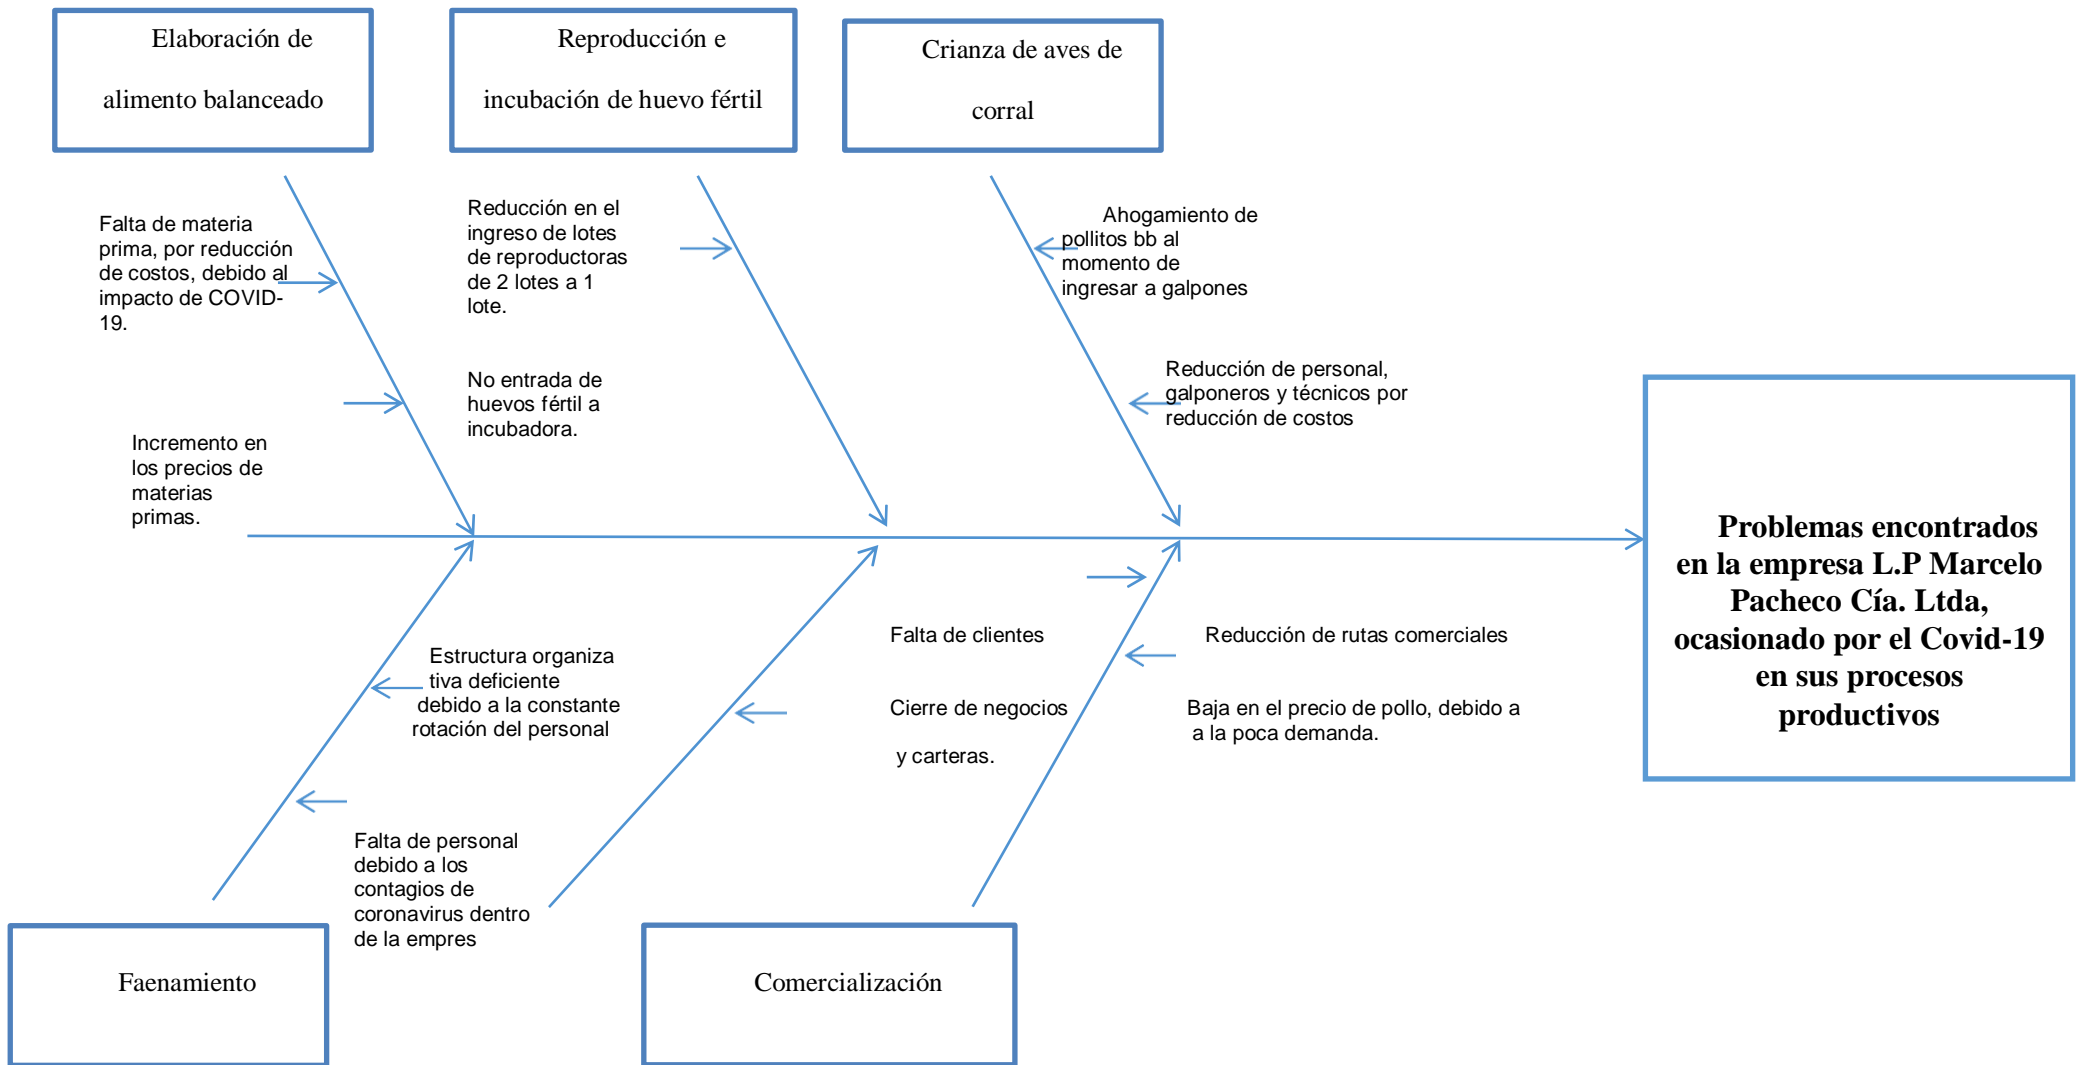 Elaboración de
alimento balanceado
Reproducción e
incubación de huevo fértil
Crianza de aves de
corral
Falta de materia
prima, por reducción
de costos, debido al
impacto de COVID-
19.
Reducción en el
ingreso de lotes
de reproductoras
de 2 lotes a 1
lote.
Ahogamiento de
pollitos bb al
momento de
ingresar a galpones
No entrada de
huevos fértil a
incubadora.
Reducción de personal,
galponeros y técnicos por
reducción de costos
Incremento en
los precios de
materias
primas.
Problemas encontrados
en la empresa L.P Marcelo
Pacheco Cía. Ltda,
ocasionado por el Covid-19
en sus procesos
productivos
Estructura organiza
tiva deficiente
debido a la constante
rotación del personal
Falta de clientes
Reducción de rutas comerciales
Cierre de negocios
y carteras.
Baja en el precio de pollo, debido a
a la poca demanda.
Falta de personal
debido a los
contagios de
coronavirus dentro
de la empres
Faenamiento
Comercialización